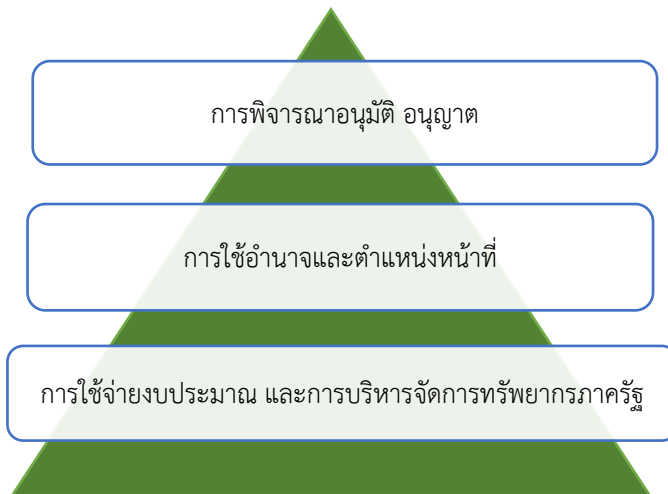 การพิจารณาอนุมัติ อนุญาต
การใช้อำนาจและตำแหน่งหน้าที่
การใช้จ่ายงบประมาณ และการบริหารจัดการทรัพยากรภาครัฐ